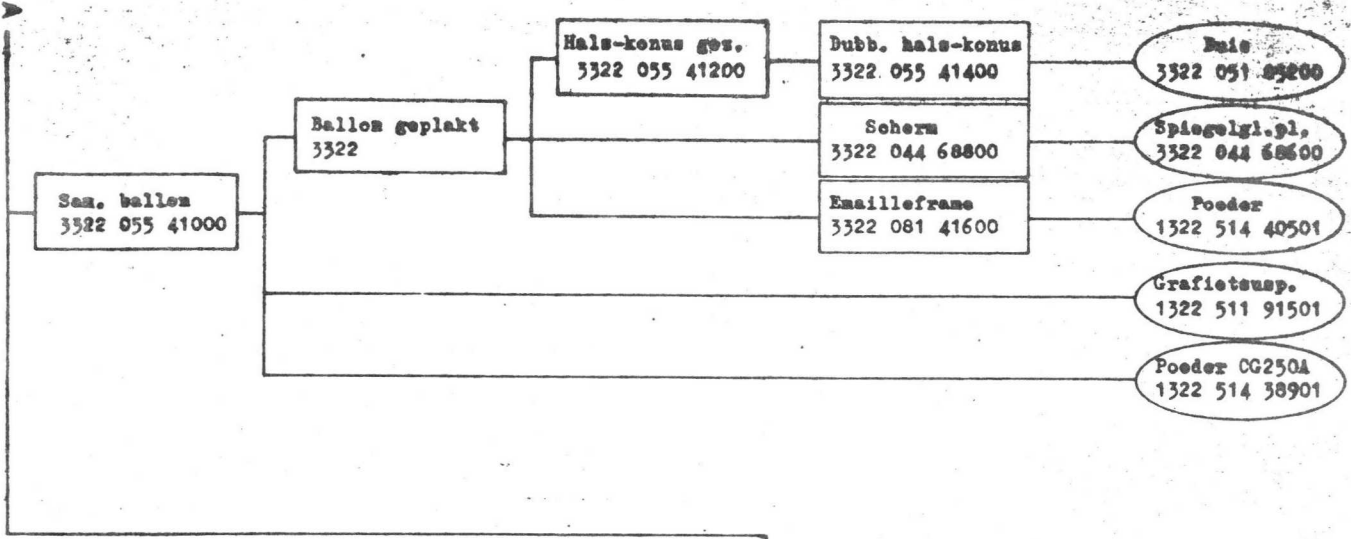 Hals-konus gez.
3322 055 41200
Dubb. hals-konus
3322 055 41400
Buis
3322 051
Ballon geplakt
3322
Scherm
3322 044 68800
Spiegelgl.pl.
3322 044 68600
Sam. ballon
3322 055 41000
Emailleframe
3322 081 41600
Poeder
1322 514 40501
Grafietsusp.
1322 511 91501
Poeder CG250A
1322 514 38901